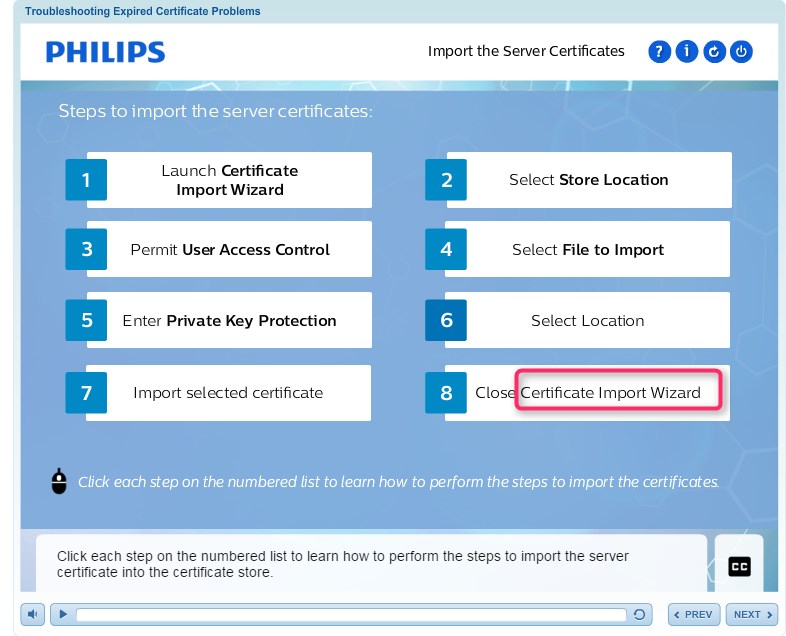 Troubleshooting Expired Certificate Problems
PHILIPS
Import the Server Certificates
? i
Steps to import the server certificates:
1
Launch Certificate
Import Wizard
2
Select Store Location
3
Permit User Access Control
4
Select File to Import
5
Enter Private Key Protection
6
Select Location
7
Import selected certificate
8
Close Certificate Import Wizard
Click each step on the numbered list to learn how to perform the steps to import the certificates.
Click each step on the numbered list to learn how to perform the steps to import the server
certificate into the certificate store.
CC
< PREV
NEXT >